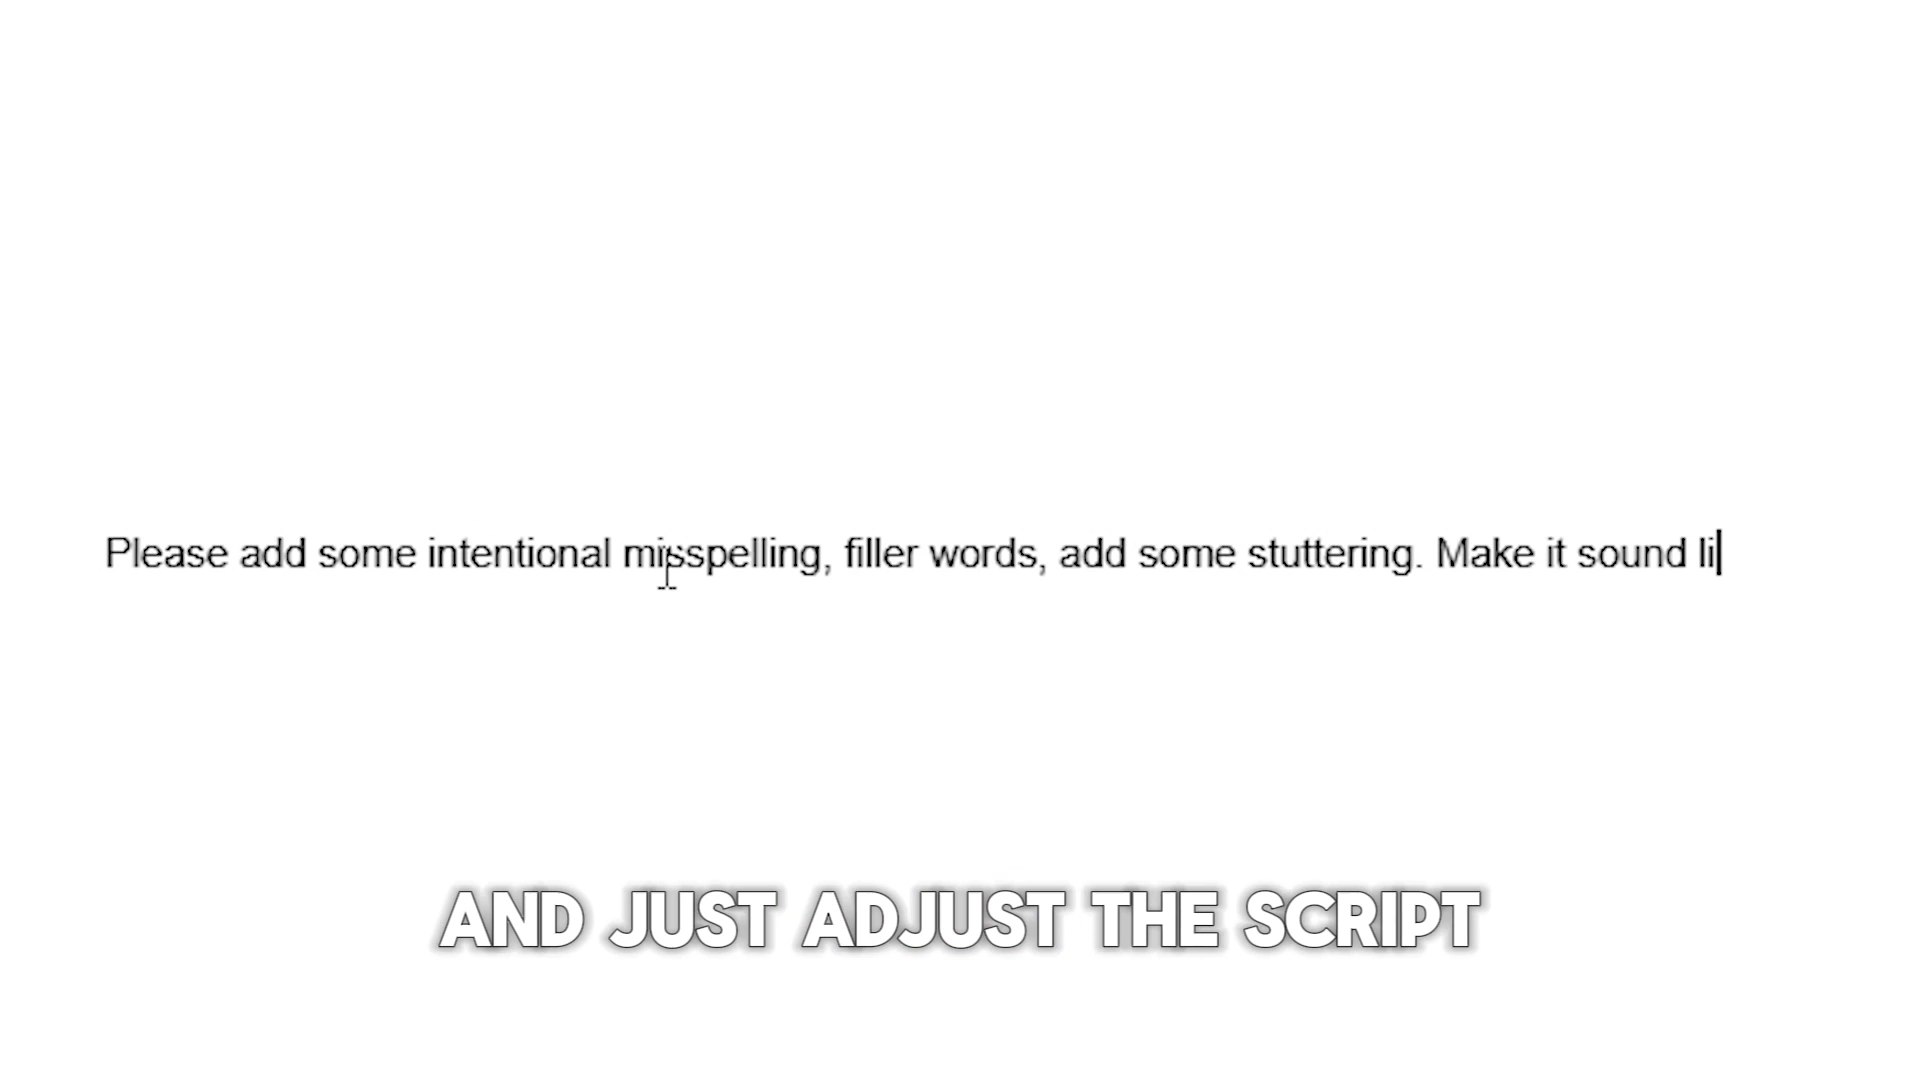 Please add some intentional misspelling, filler words, add some stuttering. Make it sound li
AND JUST ADJUST THE SCRIPT